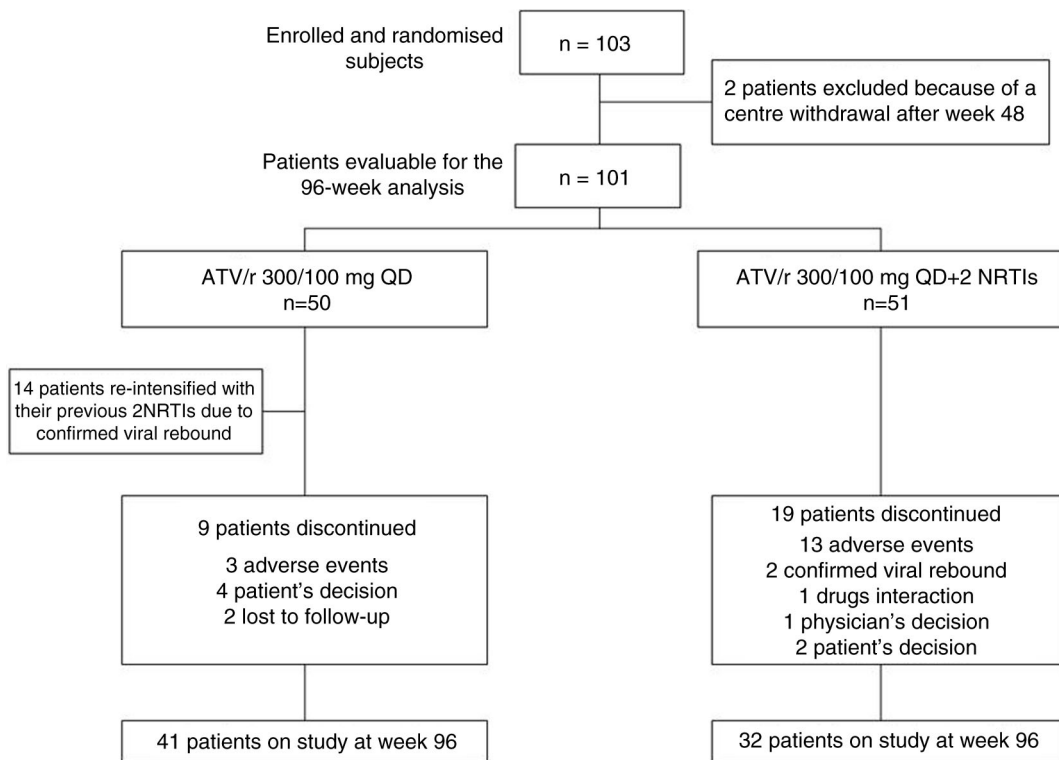 Enrolled and randomised
subjects
n = 103
2 patients excluded because of a
centre withdrawal after week 48
Patients evaluable for the
96-week analysis
n = 101
ATV/r 300/100 mg QD
n=50
ATV/r 300/100 mg QD+2 NRTIs
n=51
14 patients re-intensified with
their previous 2NRTIs due to
confirmed viral rebound
9 patients discontinued
3 adverse events
4 patient’s decision
2 lost to follow-up
19 patients discontinued
13 adverse events
2 confirmed viral rebound
1 drugs interaction
1 physician’s decision
2 patient’s decision
41 patients on study at week 96
32 patients on study at week 96